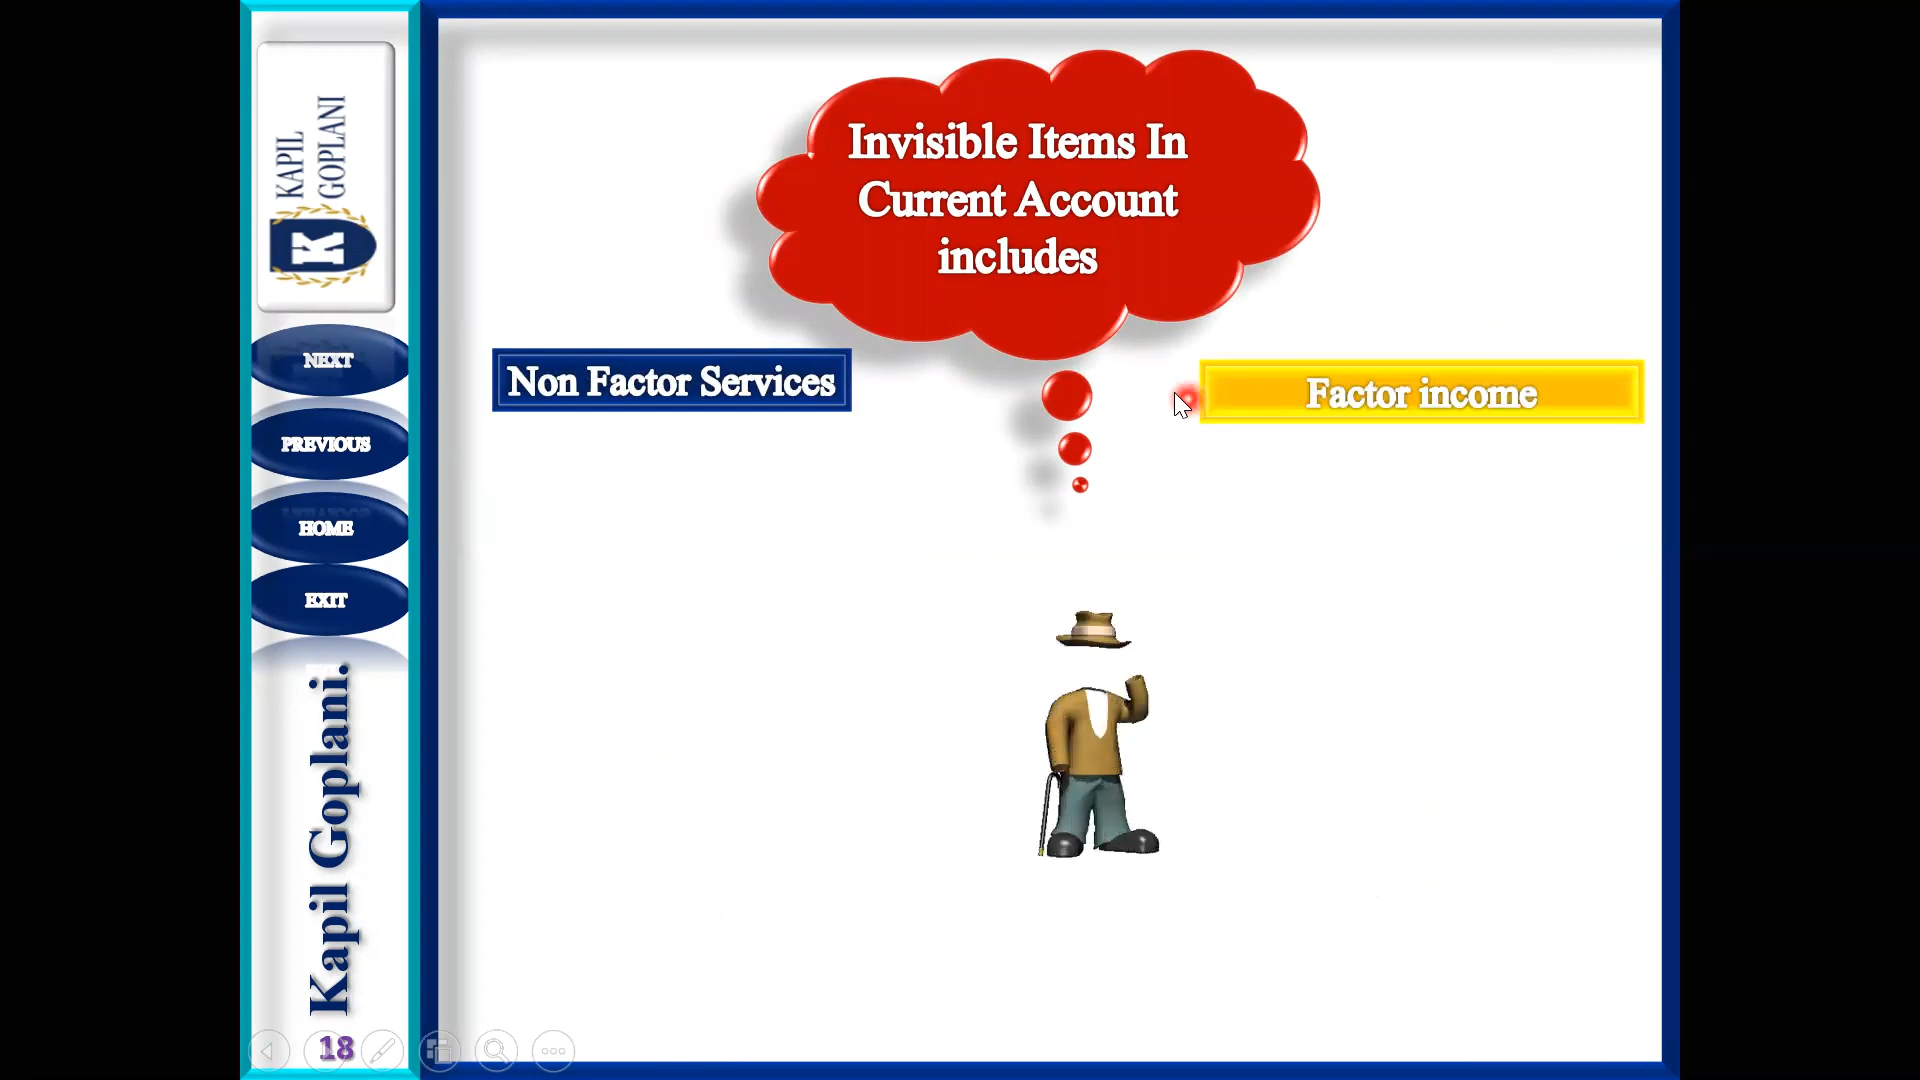 KAPIL
GOPLANI
K
NEXT
PREVIOUS
HOME
EXIT
Kapil Goplani.
18
Invisible Items In
Current Account
includes
Non Factor Services
Factor income